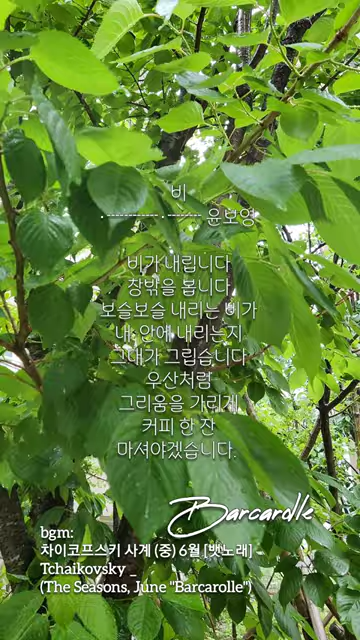 비
.------------.-------- 윤보영
비가 내립니다
창밖을 봅니다
보슬보슬 내리는 비가
내 안에 내리는지
그대가 그립습니다
우산처럼
그리움을 가리게
커피 한 잔
마셔야겠습니다.
Barcarolle
bgm:
차이코프스키 사계 (중) 6월 [뱃노래] -
Tchaikovsky _
(The Seasons, June "Barcarolle")